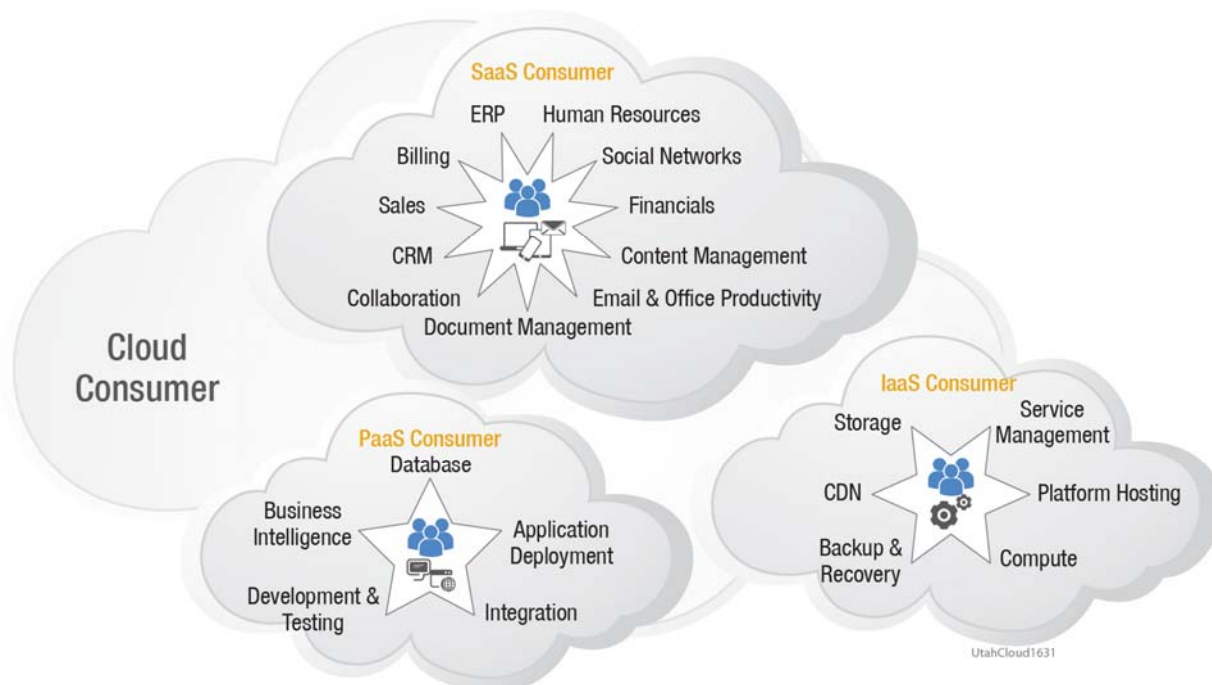 SaaS Consumer
ERP
Human Resources
Billing
Social Networks
Sales
Financials
CRM
Content Management
Collaboration
Email & Office Productivity
Document Management
Cloud
Consumer
PaaS Consumer
Database
Business
Intelligence
Application
Deployment
Development &
Testing
Integration
IaaS Consumer
Storage
Service
Management
CDN
Platform Hosting
Backup &
Recovery
Compute
UtahCloud1631